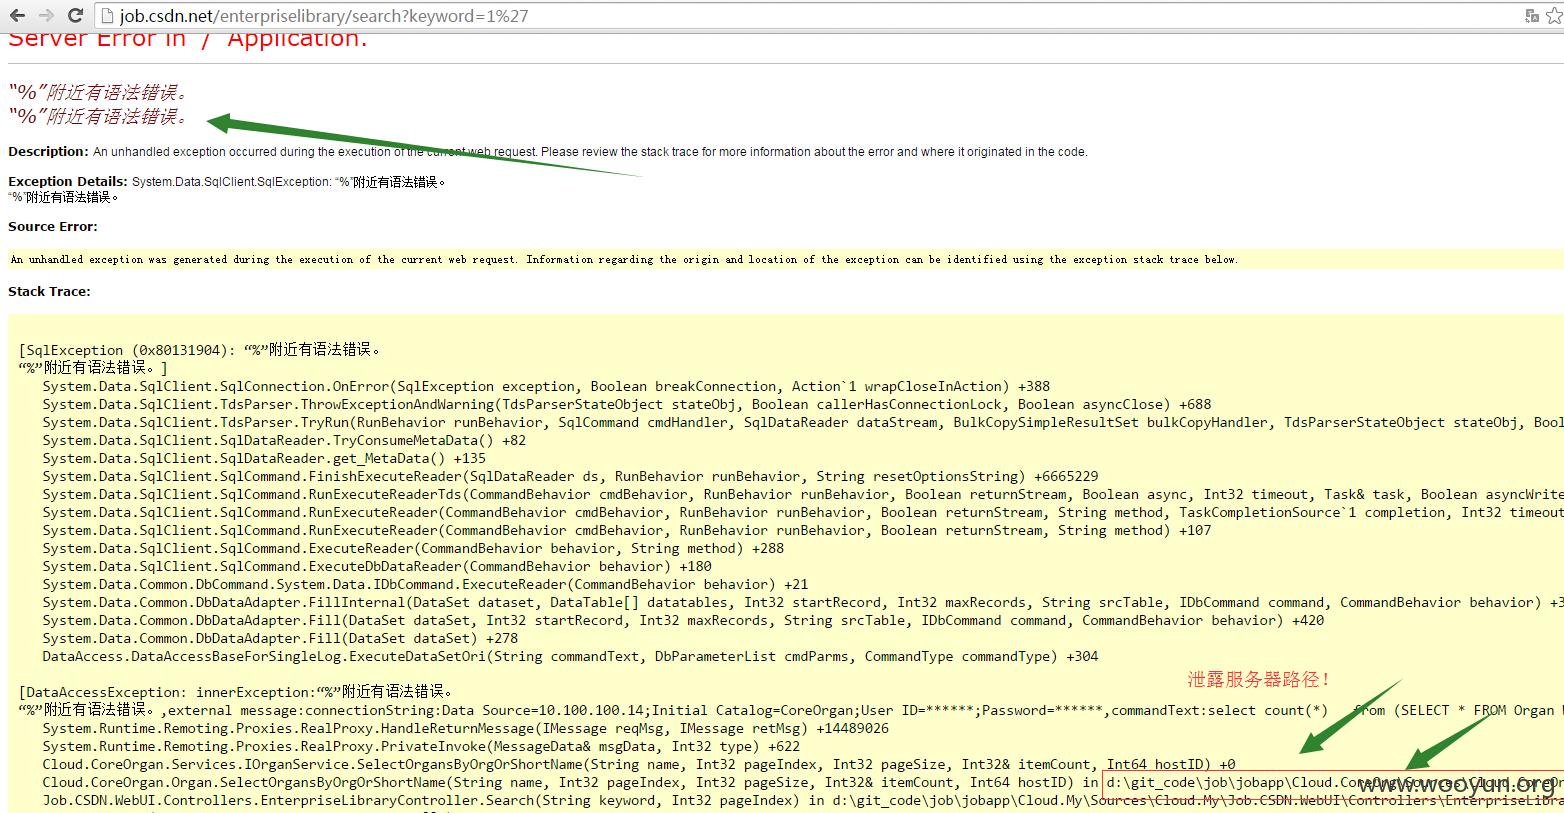 job.csdn.net/enterpriselibrary/search?keyword=1%27
Server Error in '/' Application.
“%”附近有语法错误。
“%”附近有语法错误。
Description: An unhandled exception occurred during the execution of the current web request. Please review the stack trace for more information about the error and where it originated in the code.
Exception Details: System.Data.SqlClient.SqlException: “%”附近有语法错误。
“%”附近有语法错误。
Source Error:
An unhandled exception was generated during the execution of the current web request. Information regarding the origin and location of the exception can be identified using the exception stack trace below.
Stack Trace:
[SqlException (0x80131904): “%”附近有语法错误。
“%”附近有语法错误。]
System.Data.SqlClient.SqlConnection.OnError(SqlException exception, Boolean breakConnection, Action`1 wrapCloseInAction) +388
System.Data.SqlClient.TdsParser.ThrowExceptionAndWarning(TdsParserStateObject stateObj, Boolean callerHasConnectionLock, Boolean asyncClose) +688
System.Data.SqlClient.TdsParser.TryRun(RunBehavior runBehavior, SqlCommand cmdHandler, SqlDataReader dataStream, BulkCopySimpleResultSet bulkCopyHandler, TdsParserStateObject stateObj, Bool
System.Data.SqlClient.SqlDataReader.TryConsumeMetaData() +82
System.Data.SqlClient.SqlDataReader.get_MetaData() +135
System.Data.SqlClient.SqlCommand.FinishExecuteReader(SqlDataReader ds, RunBehavior runBehavior, String resetOptionsString) +6665229
System.Data.SqlClient.SqlCommand.RunExecuteReaderTds(CommandBehavior cmdBehavior, RunBehavior runBehavior, Boolean returnStream, Boolean async, Int32 timeout, Task& task, Boolean asyncWrite
System.Data.SqlClient.SqlCommand.RunExecuteReader(CommandBehavior cmdBehavior, RunBehavior runBehavior, Boolean returnStream, String method, TaskCompletionSource`1 completion, Int32 timeout
System.Data.SqlClient.SqlCommand.RunExecuteReader(CommandBehavior cmdBehavior, RunBehavior runBehavior, Boolean returnStream, String method) +107
System.Data.SqlClient.SqlCommand.ExecuteReader(CommandBehavior behavior, String method) +288
System.Data.SqlClient.SqlCommand.ExecuteDbDataReader(CommandBehavior behavior) +180
System.Data.Common.DbCommand.System.Data.IDbCommand.ExecuteReader(CommandBehavior behavior) +21
System.Data.Common.DbDataAdapter.FillInternal(DataSet dataset, DataTable[] datatables, Int32 startRecord, Int32 maxRecords, String srcTable, IDbCommand command, CommandBehavior behavior) +3
System.Data.Common.DbDataAdapter.Fill(DataSet dataSet, Int32 startRecord, Int32 maxRecords, String srcTable, IDbCommand command, CommandBehavior behavior) +420
System.Data.Common.DbDataAdapter.Fill(DataSet dataSet) +278
DataAccess.DataAccessBaseForSingleLog.ExecuteDataSetOri(String commandText, DbParameterList cmdParms, CommandType commandType) +304
泄露服务器路径！
[DataAccessException: innerException:“%”附近有语法错误。
“%”附近有语法错误。,external message:connectionString:Data Source=10.100.100.14;Initial Catalog=CoreOrgan;User ID=******;Password=******,commandText:select count(*) from (SELECT * FROM Organ W
System.Runtime.Remoting.Proxies.RealProxy.HandleReturnMessage(IMessage reqMsg, IMessage retMsg) +14489026
System.Runtime.Remoting.Proxies.RealProxy.PrivateInvoke(MessageData& msgData, Int32 type) +622
Cloud.CoreOrgan.Services.IOrganService.SelectOrgansByOrgOrShortName(String name, Int32 pageIndex, Int32 pageSize, Int32& itemCount, Int64 hostID) +0
Cloud.CoreOrgan.Organ.SelectOrgansByOrgOrShortName(String name, Int32 pageIndex, Int32 pageSize, Int32& itemCount, Int64 hostID) in d:\git_code\job\jobapp\Cloud.CoreOrg\Sources\Cloud.CoreOr
Job.CSDN.WebUI.Controllers.EnterpriseLibraryController.Search(String keyword, Int32 pageIndex) in d:\git_code\job\jobapp\Cloud.My\Sources\Cloud.My\Job.CSDN.WebUI\Controllers\EnterpriseLibra
www.wooyun.org